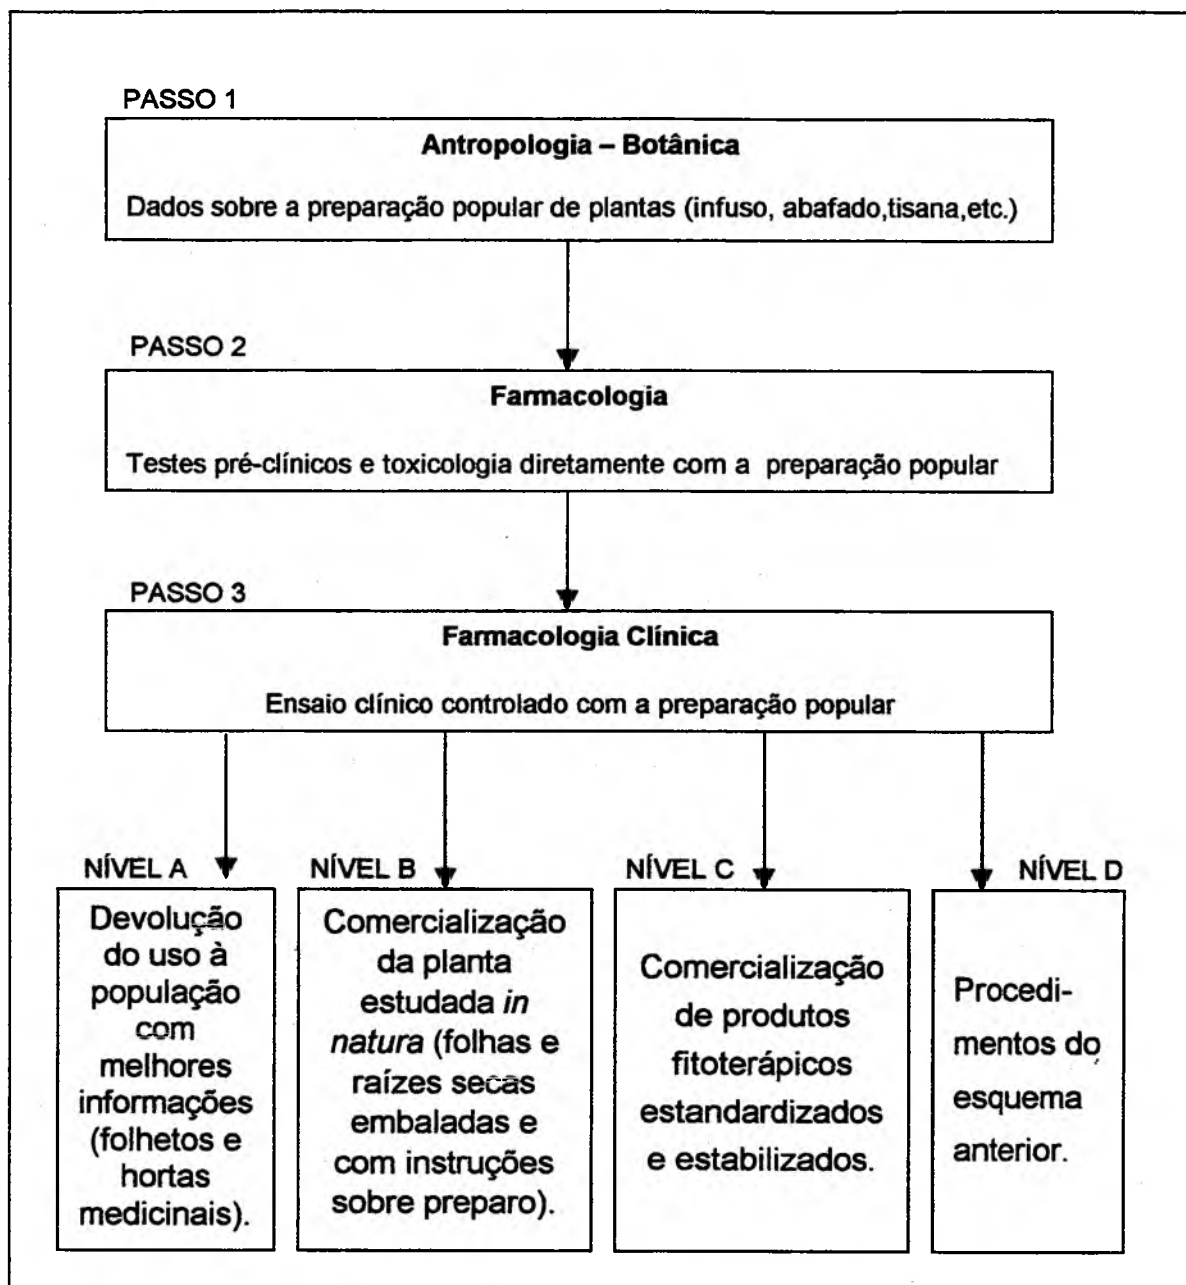 PASSO 1
Antropologia – Botânica
Dados sobre a preparação popular de plantas (infuso, abafado,tisana,etc.)
PASSO 2
Farmacologia
Testes pré-clínicos e toxicologia diretamente com a preparação popular
PASSO 3
Farmacologia Clínica
Ensaio clínico controlado com a preparação popular
NÍVEL A
Devolução
do uso à
população
com
melhores
informações
(folhetos e
hortas
medicinais).
NÍVEL B
Comercialização
da planta
estudada in
natura (folhas e
raízes secas
embaladas e
com instruções
sobre preparo).
NÍVEL C
Comercialização
de produtos
fitoterápicos
estandardizados
e estabilizados.
NÍVEL D
Procedi-
mentos do
esquema
anterior.